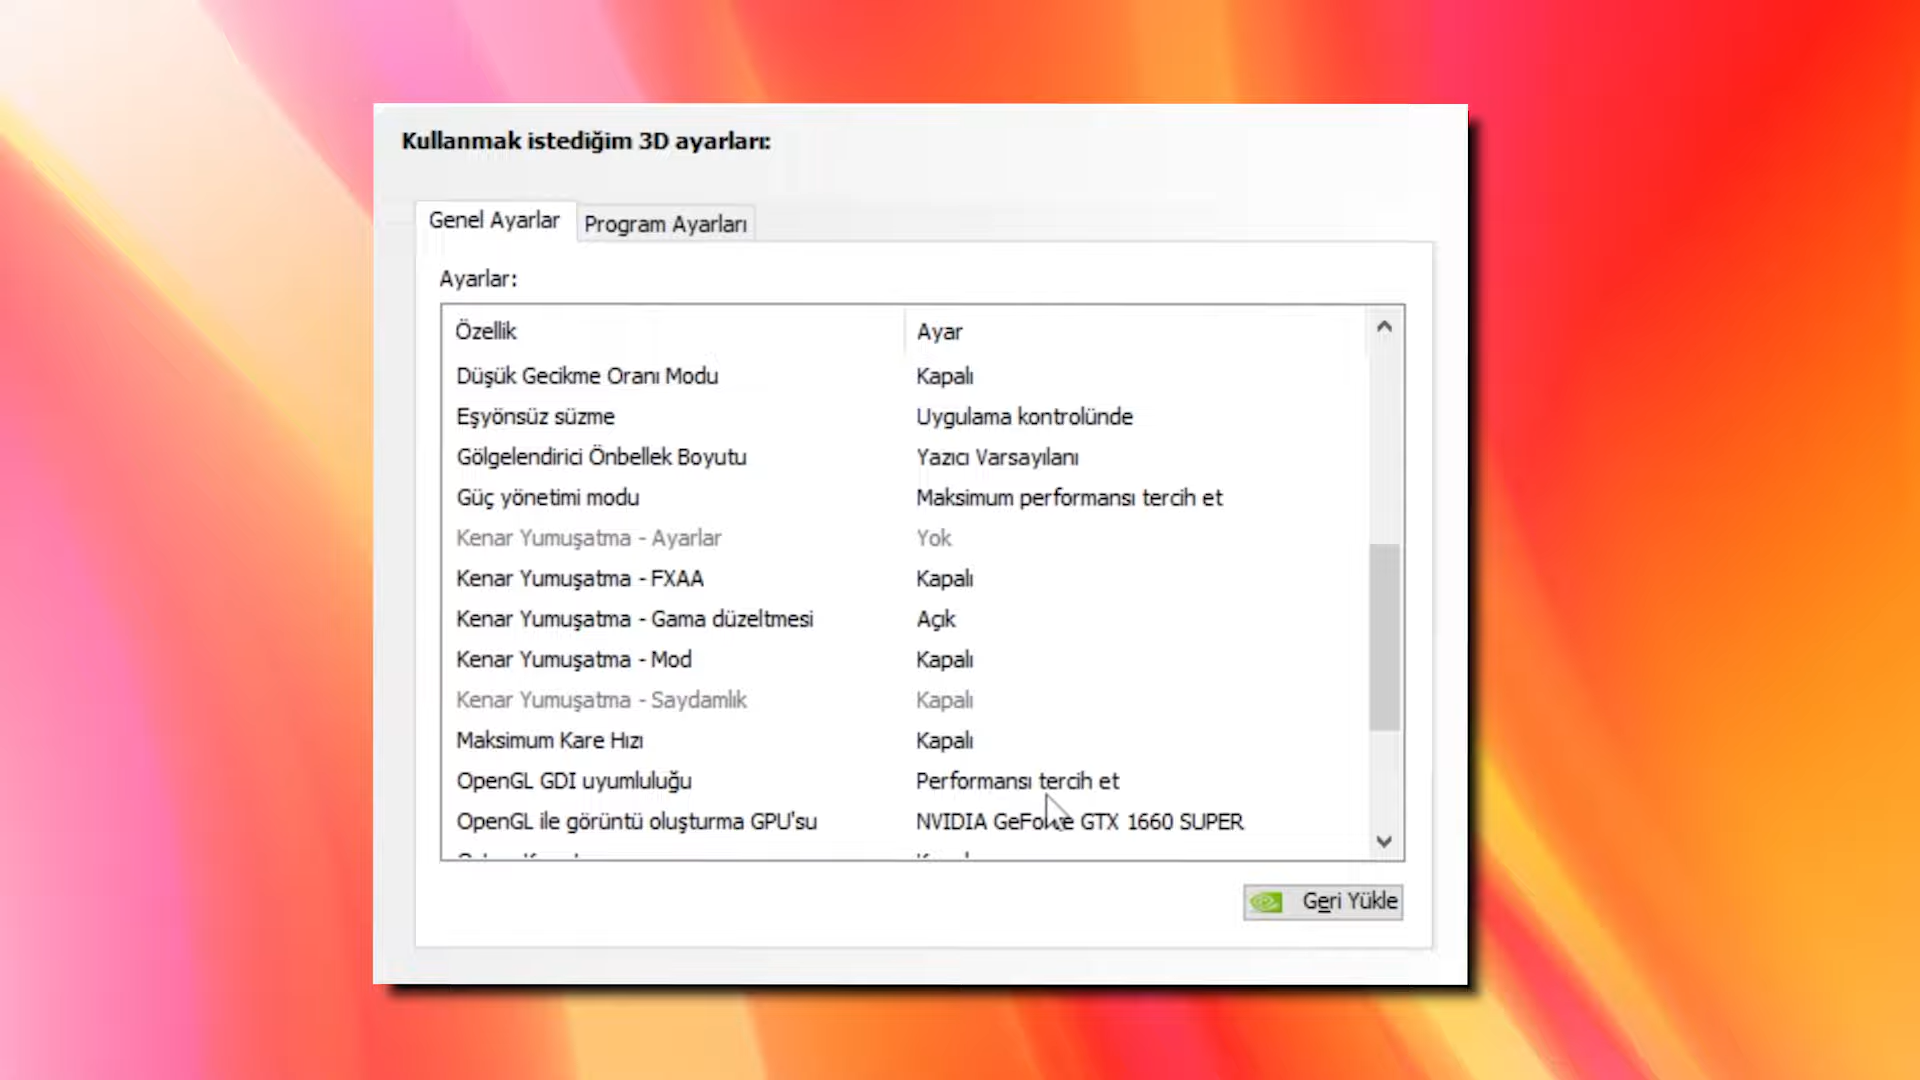 Kullanmak istediğim 3D ayarları:
Genel Ayarlar Program Ayarları
Ayarlar:
Özellik Ayar
Düşük Gecikme Oranı Modu Kapalı
Eşyönsüz süzme Uygulama kontrolünde
Gölgelendirici Önbellek Boyutu Yazıcı Varsayılanı
Güç yönetimi modu Maksimum performansı tercih et
Kenar Yumuşatma - Ayarlar Yok
Kenar Yumuşatma - FXAA Kapalı
Kenar Yumuşatma - Gama düzeltmesi Açık
Kenar Yumuşatma - Mod Kapalı
Kenar Yumuşatma - Saydamlık Kapalı
Maksimum Kare Hızı Kapalı
OpenGL GDI uyumluluğu Performansı tercih et
OpenGL ile görüntü oluşturma GPU'su NVIDIA GeForce GTX 1660 SUPER
Geri Yükle